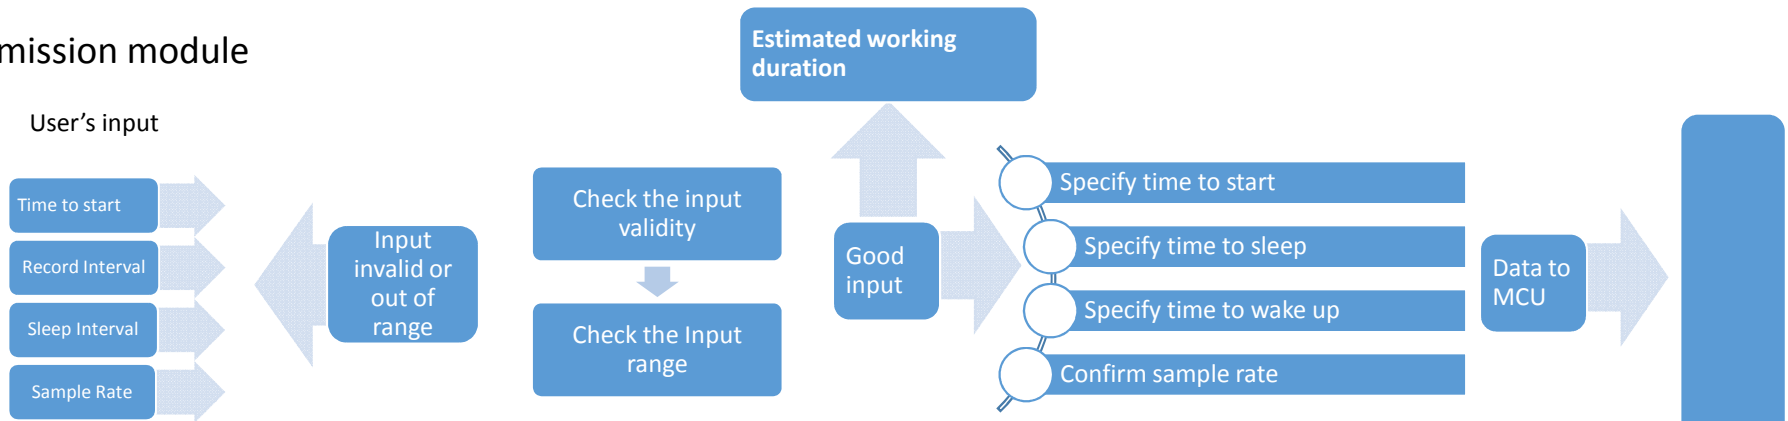 mission module
User's input
Time to start
Record Interval
Sleep Interval
Sample Rate
Input
invalid or
out of
range
Check the input
validity
Check the Input
range
Estimated working
duration
Good
input
Specify time to start
Specify time to sleep
Specify time to wake up
Confirm sample rate
Data to
MCU